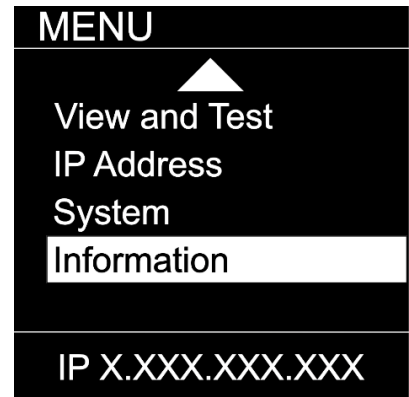 MENU
View and Test
IP Address
System
Information
IP X.XXX.XXX.XXX